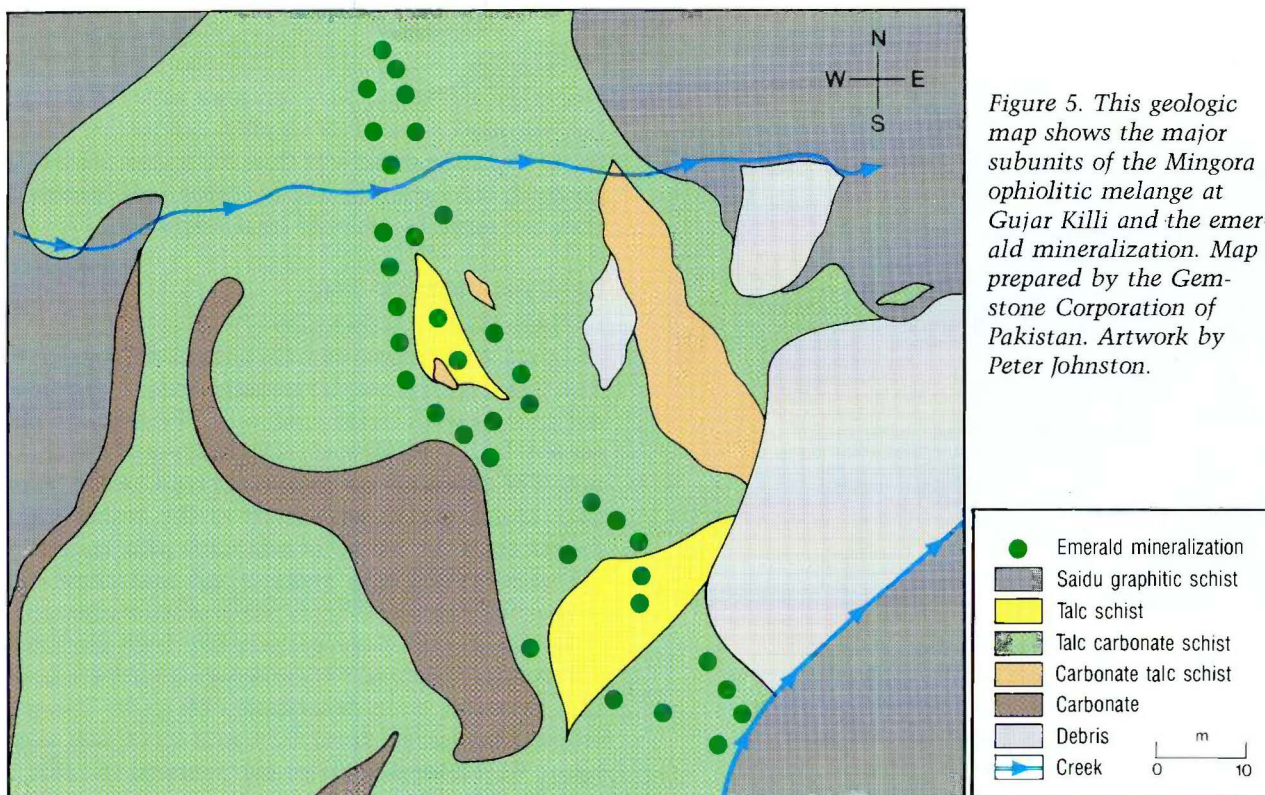 N
W E
S
Figure 5. This geologic
map shows the major
subunits of the Mingora
ophiolitic melange at
Gujar Killi and the emer-
ald mineralization. Map
prepared by the Gem-
stone Corporation of
Pakistan. Artwork by
Peter Johnston.
Emerald mineralization
Saidu graphitic schist
Talc schist
Talc carbonate schist
Carbonate talc schist
Carbonate
Debris
Creek
m
0 10